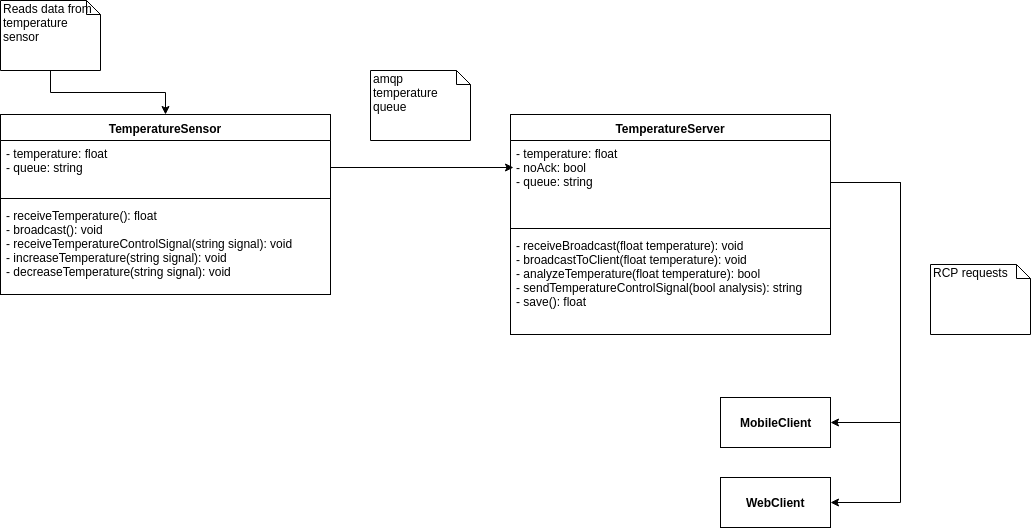 Reads data from
temperature
sensor
amqp
temperature
queue
TemperatureSensor
- temperature: float
- queue: string
- receiveTemperature(): float
- broadcast(): void
- receiveTemperatureControlSignal(string signal): void
- increaseTemperature(string signal): void
- decreaseTemperature(string signal): void
TemperatureServer
- temperature: float
- noAck: bool
- queue: string
- receiveBroadcast(float temperature): void
- broadcastToClient(float temperature): void
- analyzeTemperature(float temperature): bool
- sendTemperatureControlSignal(bool analysis): string
- save(): float
RCP requests
MobileClient
WebClient